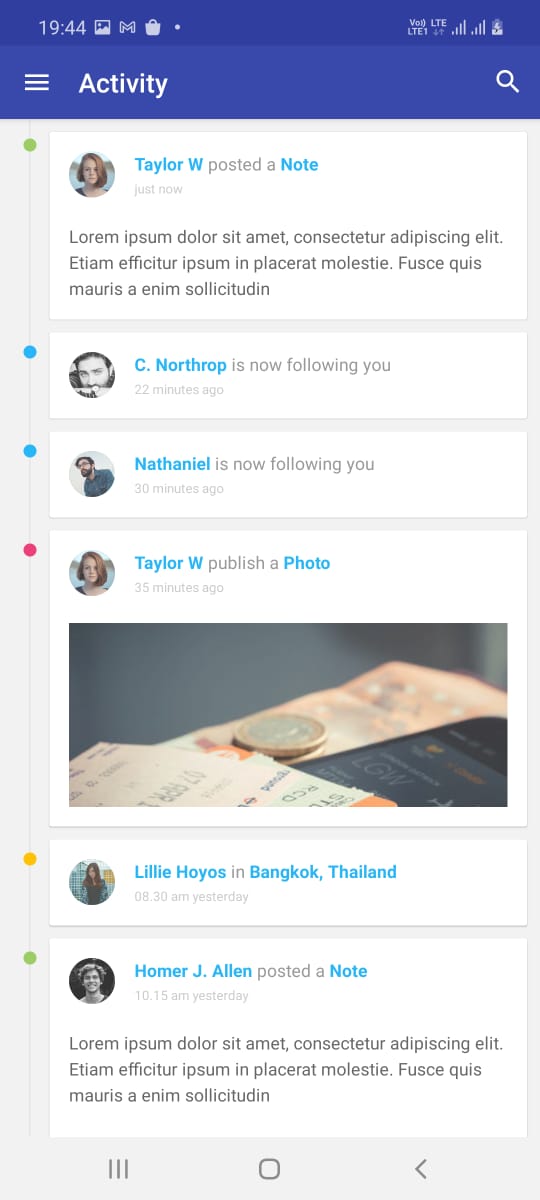 19:44
Vo)) LTE
LTE1
Activity
Taylor W posted a Note
just now
Lorem ipsum dolor sit amet, consectetur adipiscing elit.
Etiam efficitur ipsum in placerat molestie. Fusce quis
mauris a enim sollicitudin
C. Northrop is now following you
22 minutes ago
Nathaniel is now following you
30 minutes ago
Taylor W publish a Photo
35 minutes ago
LGW
RCD
Lillie Hoyos in Bangkok, Thailand
08.30 am yesterday
Homer J. Allen posted a Note
10.15 am yesterday
Lorem ipsum dolor sit amet, consectetur adipiscing elit.
Etiam efficitur ipsum in placerat molestie. Fusce quis
mauris a enim sollicitudin